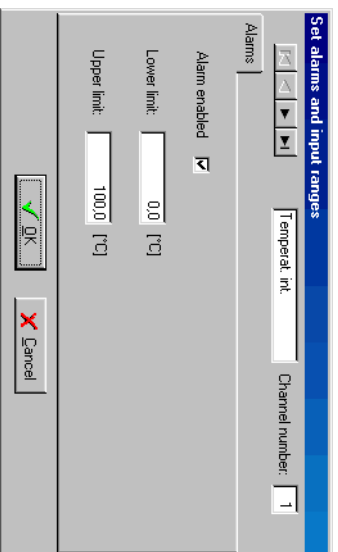 Set alarms and input ranges
Temperat. int. Channel number: 1
Alarms
Alarm enabled
Lower limit: 0,0 [°C]
Upper limit: 100,0 [°C]
OK Cancel